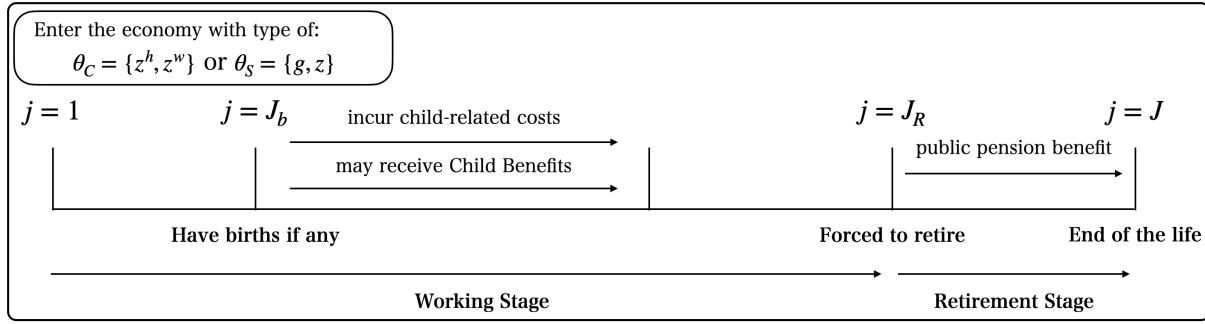 Enter the economy with type of:
θ_C = {z^h, z^w} or θ_S = {g, z}
j = 1
j = J_b
incur child-related costs
may receive Child Benefits
j = J_R
public pension benefit
j = J
Have births if any
Forced to retire
End of the life
Working Stage
Retirement Stage